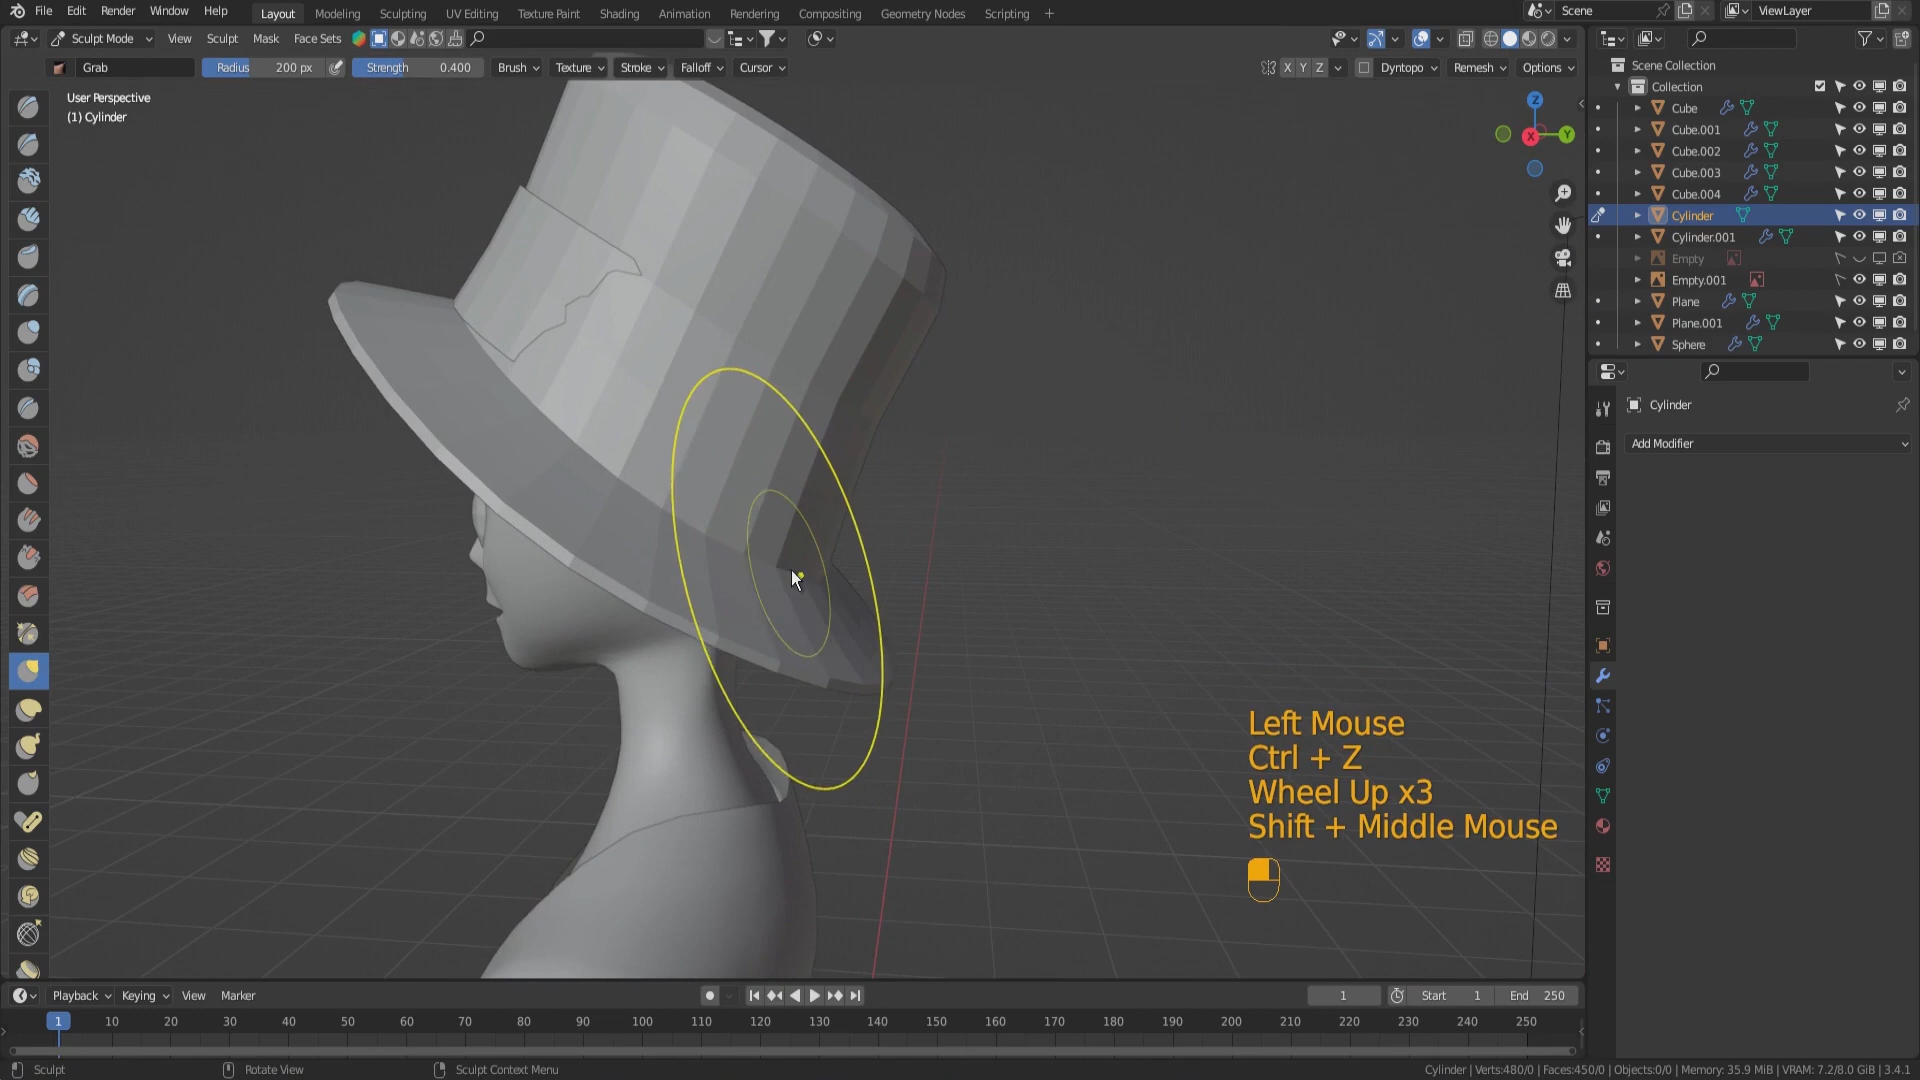 File Edit Render Window Help Layout Modeling Sculpting UV Editing Texture Paint Shading Animation Rendering Compositing Geometry Nodes Scripting + Scene ViewLayer
Sculpt Mode View Sculpt Mask Face Sets
Grab Radius 200 px Strength 0.400 Brush Texture Stroke Falloff Cursor X Y Z Dyntopo Remesh Options
User Perspective
(1) Cylinder
Z
X
Y
Scene Collection
Collection
Cube
Cube.001
Cube.002
Cube.003
Cube.004
Cylinder
Cylinder.001
Empty
Empty.001
Plane
Plane.001
Sphere
Cylinder
Add Modifier
Left Mouse
Ctrl + Z
Wheel Up x3
Shift + Middle Mouse
Playback Keying View Marker 1 Start 1 End 250
1 10 20 30 40 50 60 70 80 90 100 110 120 130 140 150 160 170 180 190 200 210 220 230 240 250
Sculpt Rotate View Sculpt Context Menu Cylinder | Verts:480/0 | Faces:450/0 | Objects:0/0 | Memory: 35.9 MiB | VRAM: 7.2/8.0 GiB | 3.4.1